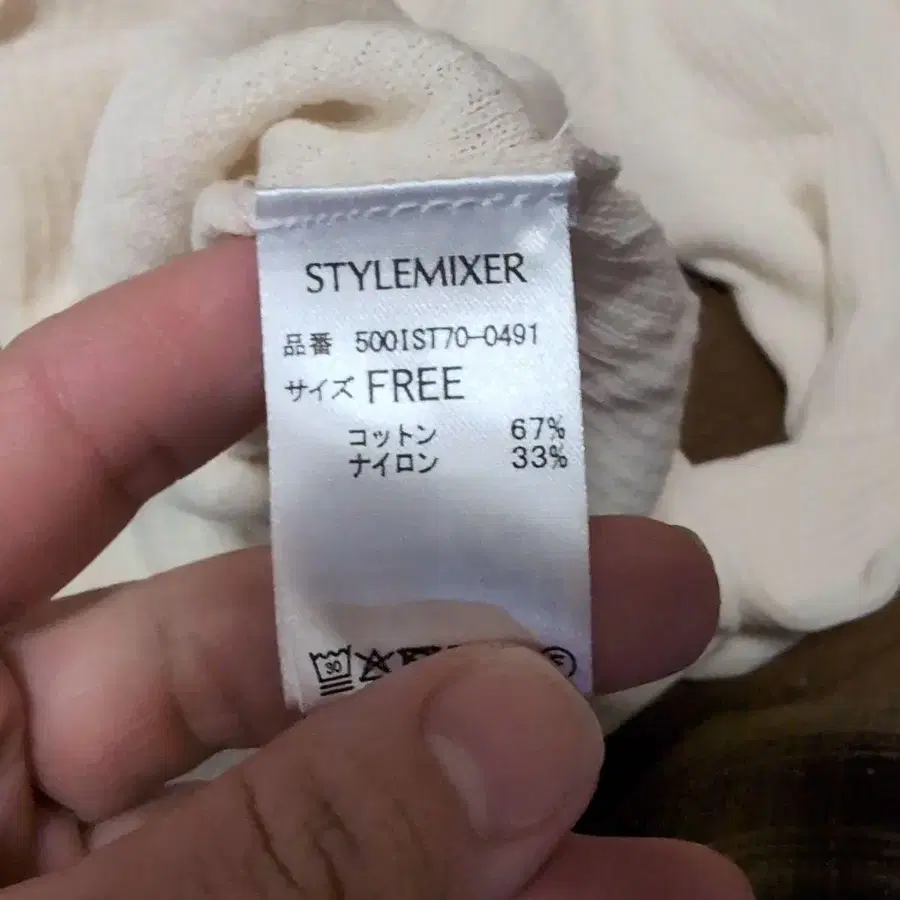 STYLEMIXER
品番 500IST70-0491
サイズ FREE
コットン 67%
ナイロン 33%
30